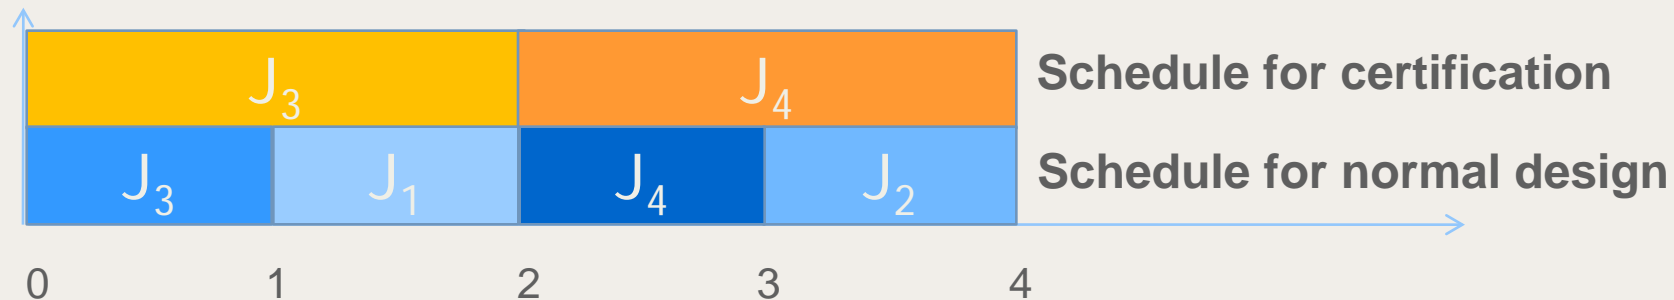 J₃ J₄ Schedule for certification
J₃ J₁ J₄ J₂ Schedule for normal design
0 1 2 3 4